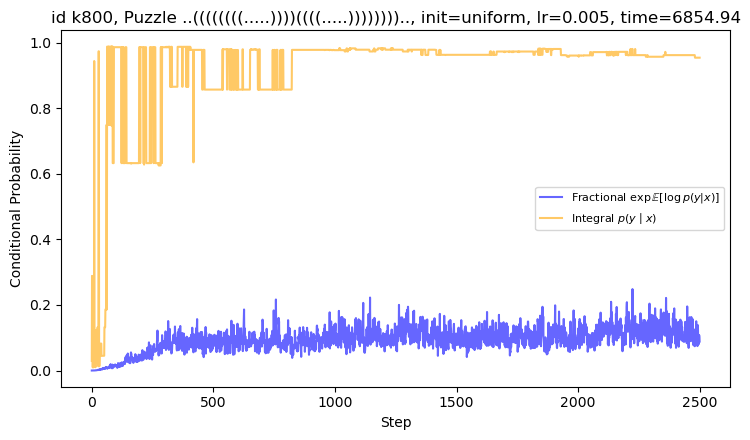 id k800, Puzzle ..((((((((.....))))((((.....)))))))).., init=uniform, lr=0.005, time=6854.94
Conditional Probability
1.0
0.8
0.6
0.4
0.2
0.0
Fractional exp𝔼[log p(y|x)]
Integral p(y | x)
0
500
1000
1500
2000
2500
Step